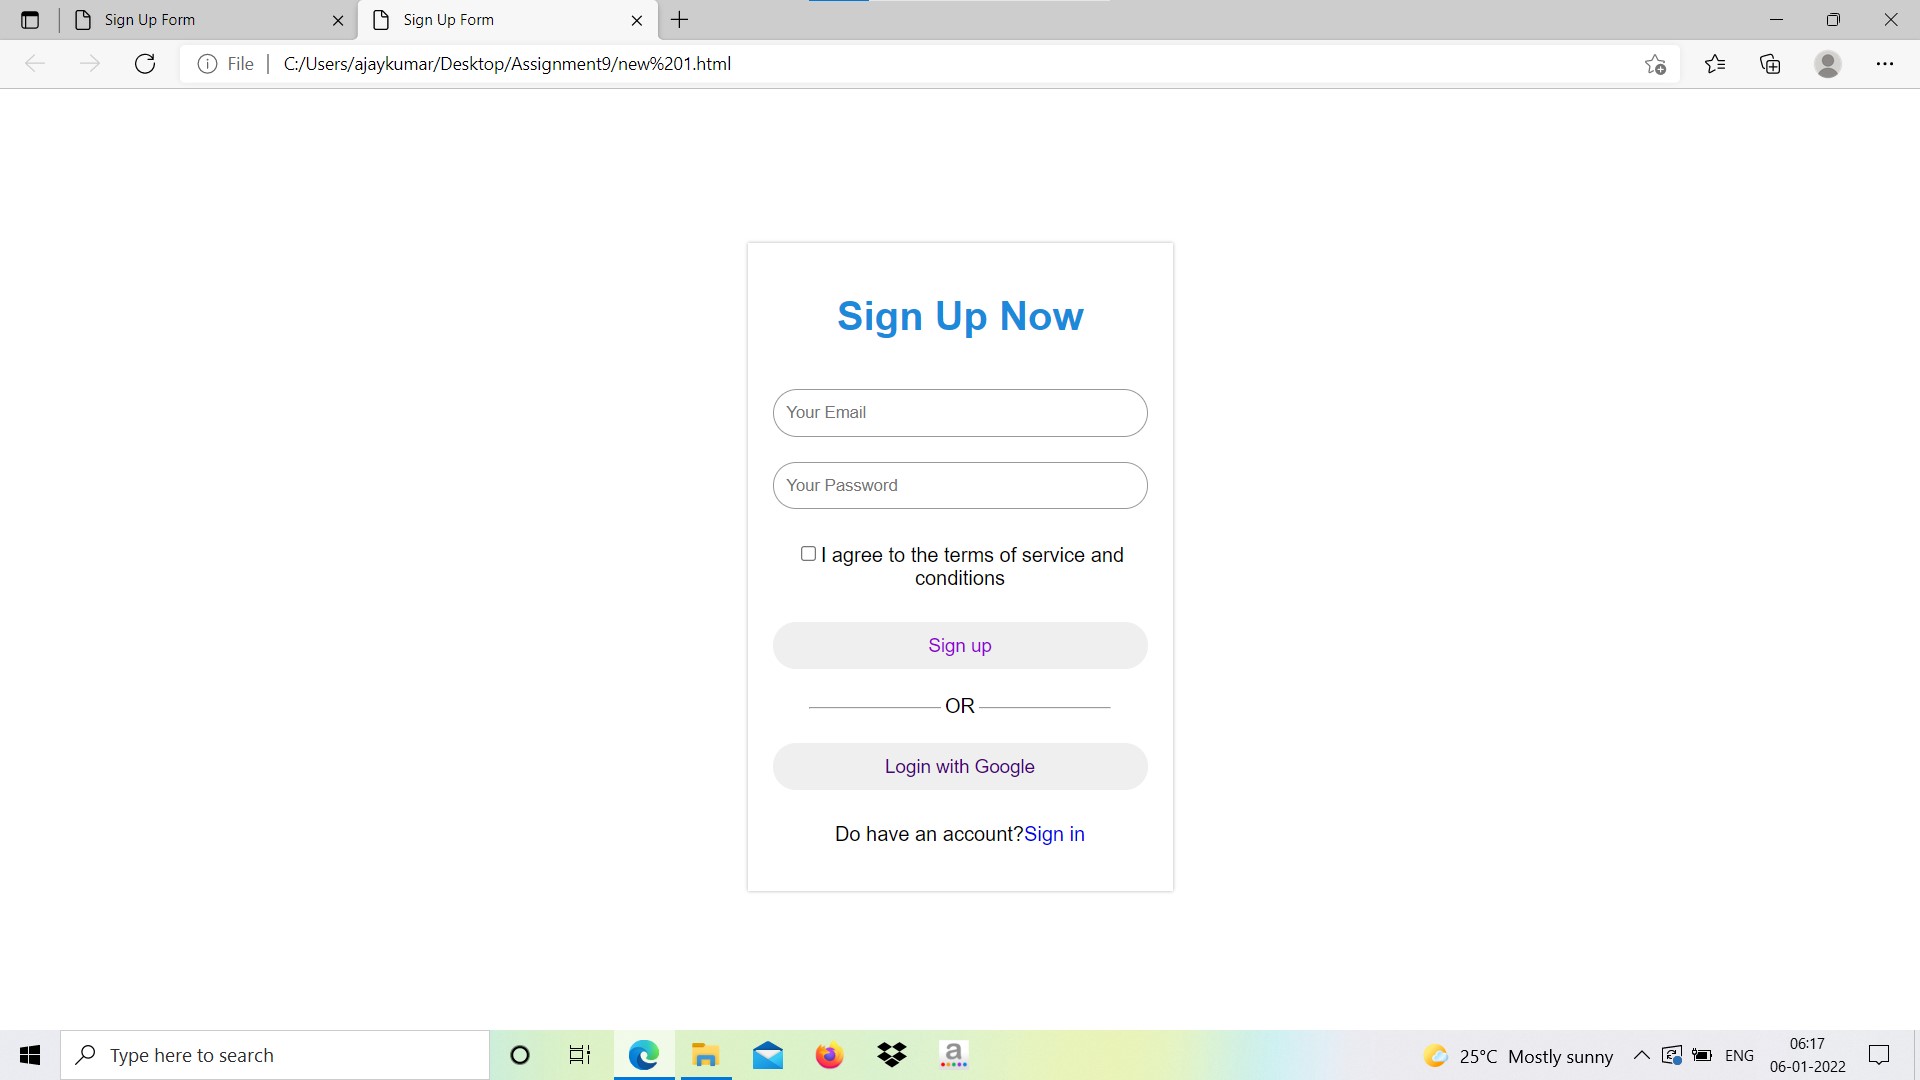 Sign Up Form
Sign Up Form
File
C:/Users/ajaykumar/Desktop/Assignment9/new%201.html
Sign Up Now
Your Email
Your Password
I agree to the terms of service and
conditions
Sign up
OR
Login with Google
Do have an account?Sign in
Type here to search
a
25°C Mostly sunny
ENG
06:17
06-01-2022